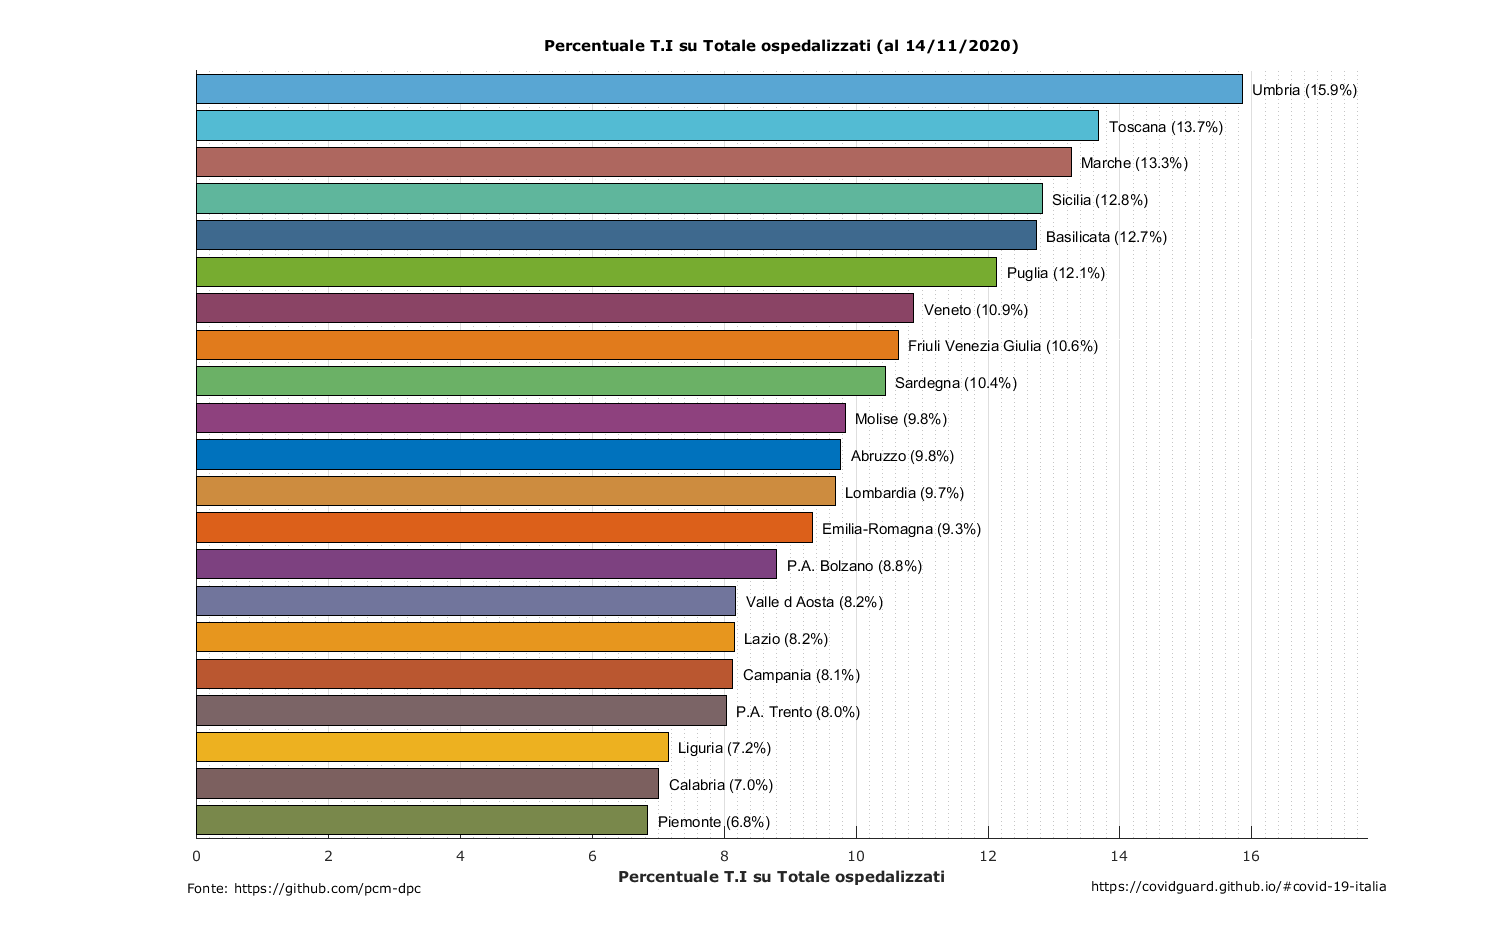 Percentuale T.I su Totale ospedalizzati (al 14/11/2020)
Umbria (15.9%)
Toscana (13.7%)
Marche (13.3%)
Sicilia (12.8%)
Basilicata (12.7%)
Puglia (12.1%)
Veneto (10.9%)
Friuli Venezia Giulia (10.6%)
Sardegna (10.4%)
Molise (9.8%)
Abruzzo (9.8%)
Lombardia (9.7%)
Emilia-Romagna (9.3%)
P.A. Bolzano (8.8%)
Valle d Aosta (8.2%)
Lazio (8.2%)
Campania (8.1%)
P.A. Trento (8.0%)
Liguria (7.2%)
Calabria (7.0%)
Piemonte (6.8%)
0 2 4 6 8 10 12 14 16
Percentuale T.I su Totale ospedalizzati
Fonte: https://github.com/pcm-dpc
https://covidguard.github.io/#covid-19-italia